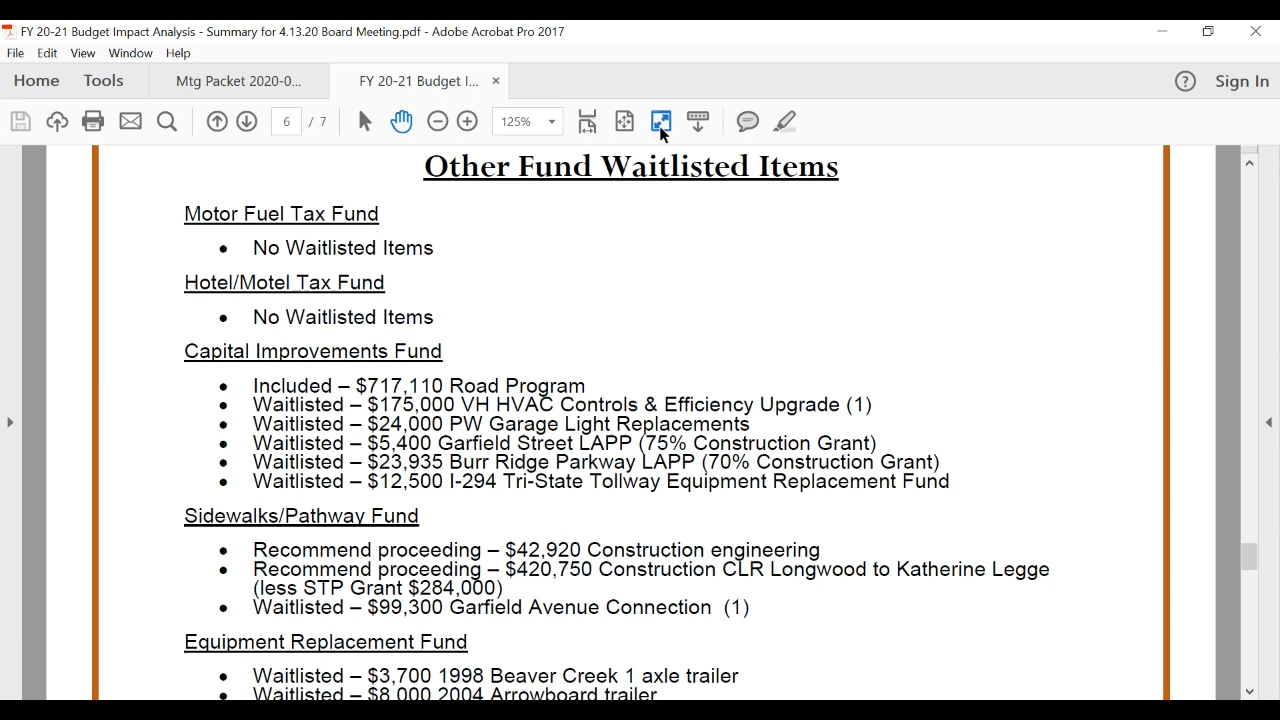 FY 20-21 Budget Impact Analysis - Summary for 4.13.20 Board Meeting.pdf - Adobe Acrobat Pro 2017
File Edit View Window Help
Home Tools Mtg Packet 2020-0... FY 20-21 Budget I... × Sign In
6 / 7 125%
Other Fund Waitlisted Items
Motor Fuel Tax Fund
• No Waitlisted Items
Hotel/Motel Tax Fund
• No Waitlisted Items
Capital Improvements Fund
• Included – $717,110 Road Program
• Waitlisted – $175,000 VH HVAC Controls & Efficiency Upgrade (1)
• Waitlisted – $24,000 PW Garage Light Replacements
• Waitlisted – $5,400 Garfield Street LAPP (75% Construction Grant)
• Waitlisted – $23,935 Burr Ridge Parkway LAPP (70% Construction Grant)
• Waitlisted – $12,500 I-294 Tri-State Tollway Equipment Replacement Fund
Sidewalks/Pathway Fund
• Recommend proceeding – $42,920 Construction engineering
• Recommend proceeding – $420,750 Construction CLR Longwood to Katherine Legge
(less STP Grant $284,000)
• Waitlisted – $99,300 Garfield Avenue Connection (1)
Equipment Replacement Fund
• Waitlisted – $3,700 1998 Beaver Creek 1 axle trailer
• Waitlisted – $8,000 2004 Arrowboard trailer